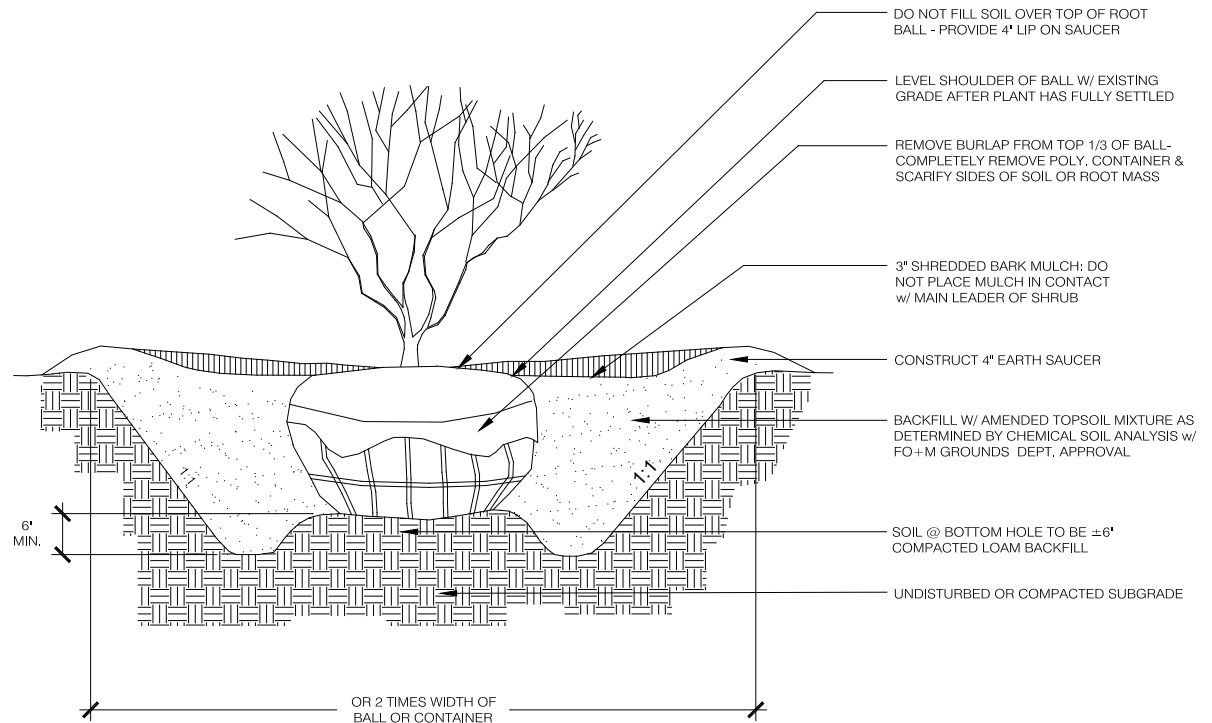 DO NOT FILL SOIL OVER TOP OF ROOT
BALL - PROVIDE 4" LIP ON SAUCER
LEVEL SHOULDER OF BALL W/ EXISTING
GRADE AFTER PLANT HAS FULLY SETTLED
REMOVE BURLAP FROM TOP 1/3 OF BALL-
COMPLETELY REMOVE POLY. CONTAINER &
SCARIFY SIDES OF SOIL OR ROOT MASS
3" SHREDDED BARK MULCH: DO
NOT PLACE MULCH IN CONTACT
w/ MAIN LEADER OF SHRUB
CONSTRUCT 4" EARTH SAUCER
BACKFILL W/ AMENDED TOPSOIL MIXTURE AS
DETERMINED BY CHEMICAL SOIL ANALYSIS w/
FO+M GROUNDS DEPT. APPROVAL
1:1
1:1
6"
MIN.
SOIL @ BOTTOM HOLE TO BE ±6"
COMPACTED LOAM BACKFILL
UNDISTURBED OR COMPACTED SUBGRADE
OR 2 TIMES WIDTH OF
BALL OR CONTAINER